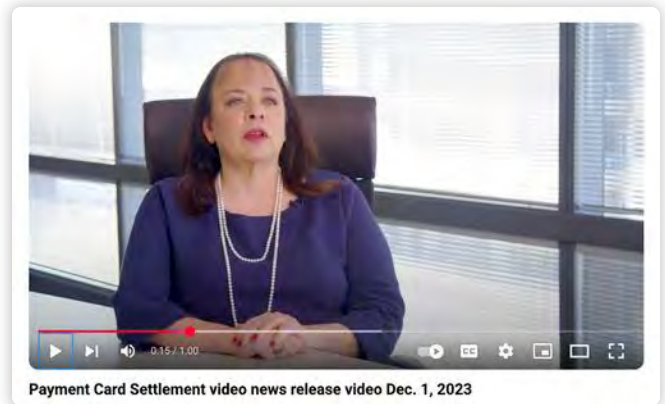 0:15 / 1:00
CC
Payment Card Settlement video news release video Dec. 1, 2023